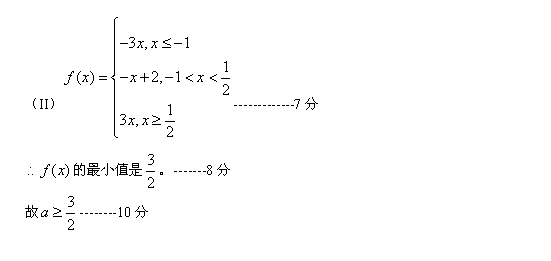 (II) f(x)={-3x,x≤-1
-x+2,-1<x<1/2
3x,x≥1/2 -------------7 分
∴ f(x)的最小值是3/2。-------8 分
故a≥3/2--------10 分